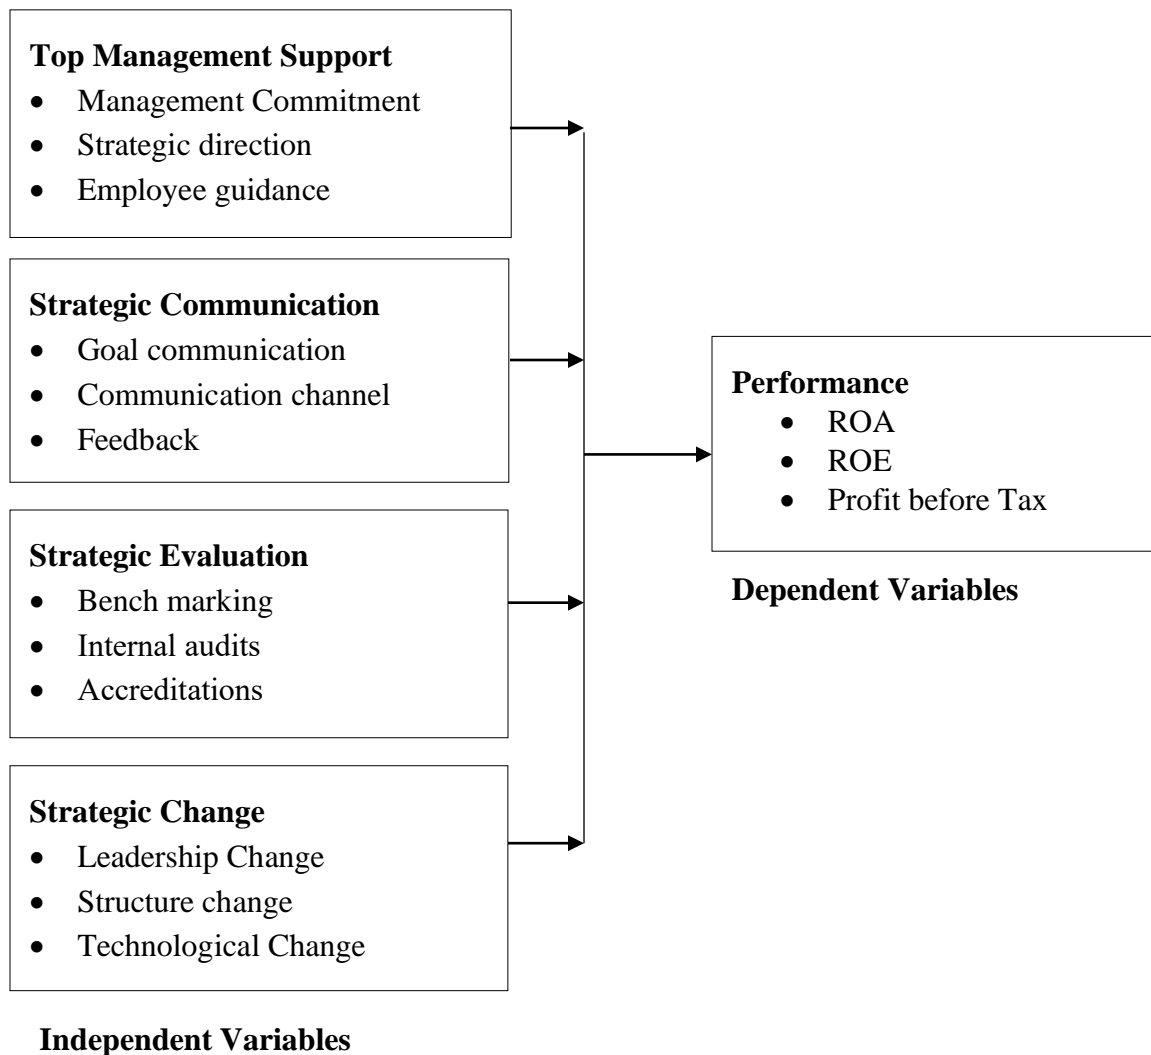 Top Management Support
• Management Commitment
• Strategic direction
• Employee guidance
Strategic Communication
• Goal communication
• Communication channel
• Feedback
Strategic Evaluation
• Bench marking
• Internal audits
• Accreditations
Strategic Change
• Leadership Change
• Structure change
• Technological Change
Independent Variables
Performance
• ROA
• ROE
• Profit before Tax
Dependent Variables